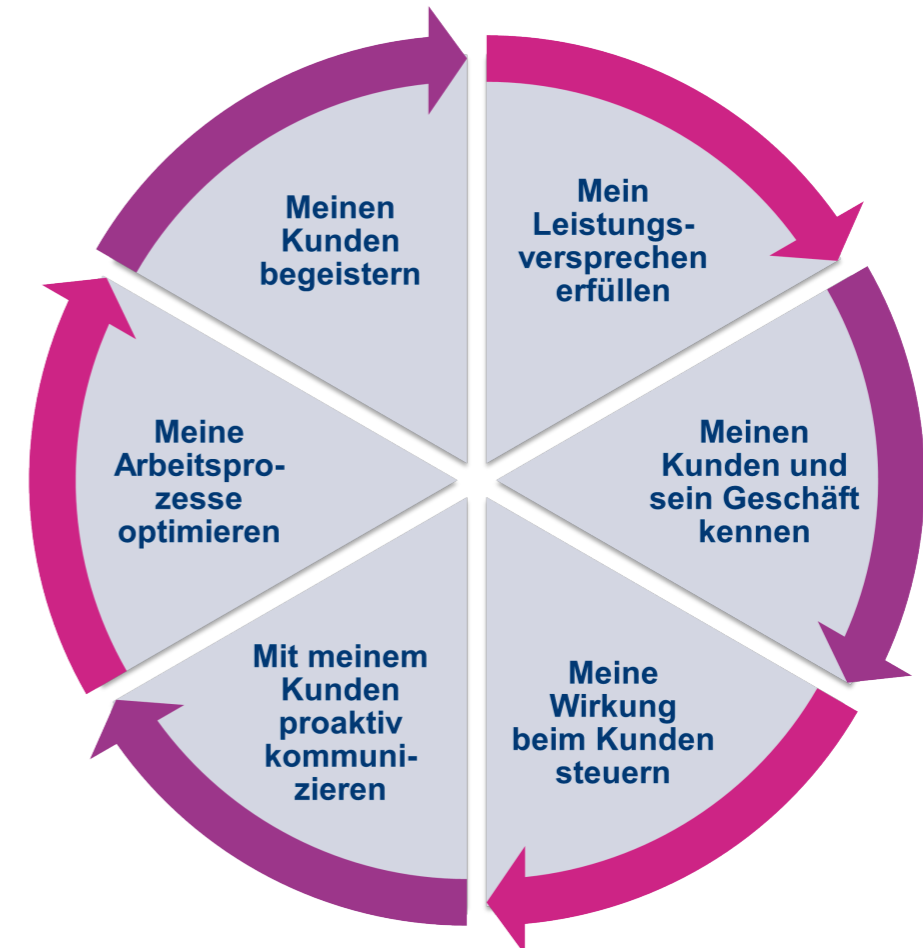 Mein
Leistungs-
versprechen
erfüllen
Meinen
Kunden und
sein Geschäft
kennen
Meine
Wirkung
beim Kunden
steuern
Mit meinem
Kunden
proaktiv
kommuni-
zieren
Meine
Arbeitspro-
zesse
optimieren
Meinen
Kunden
begeistern